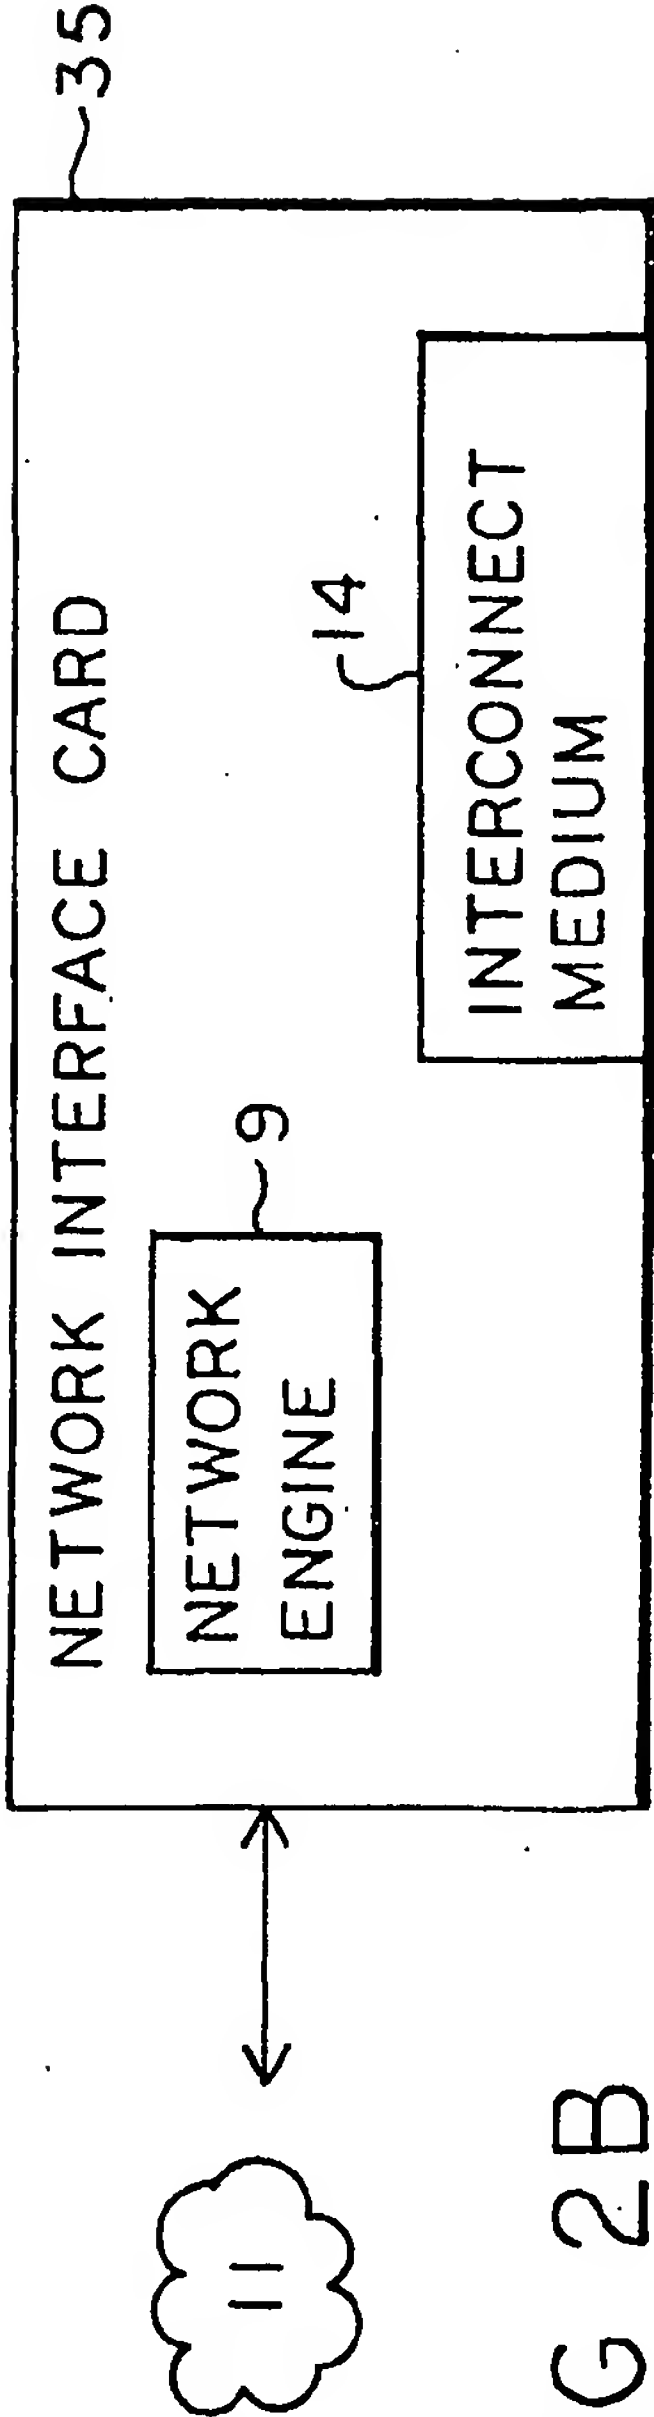 35
NETWORK INTERFACE CARD
9
NETWORK
ENGINE
14
INTERCONNECT
MEDIUM
11
G 2B